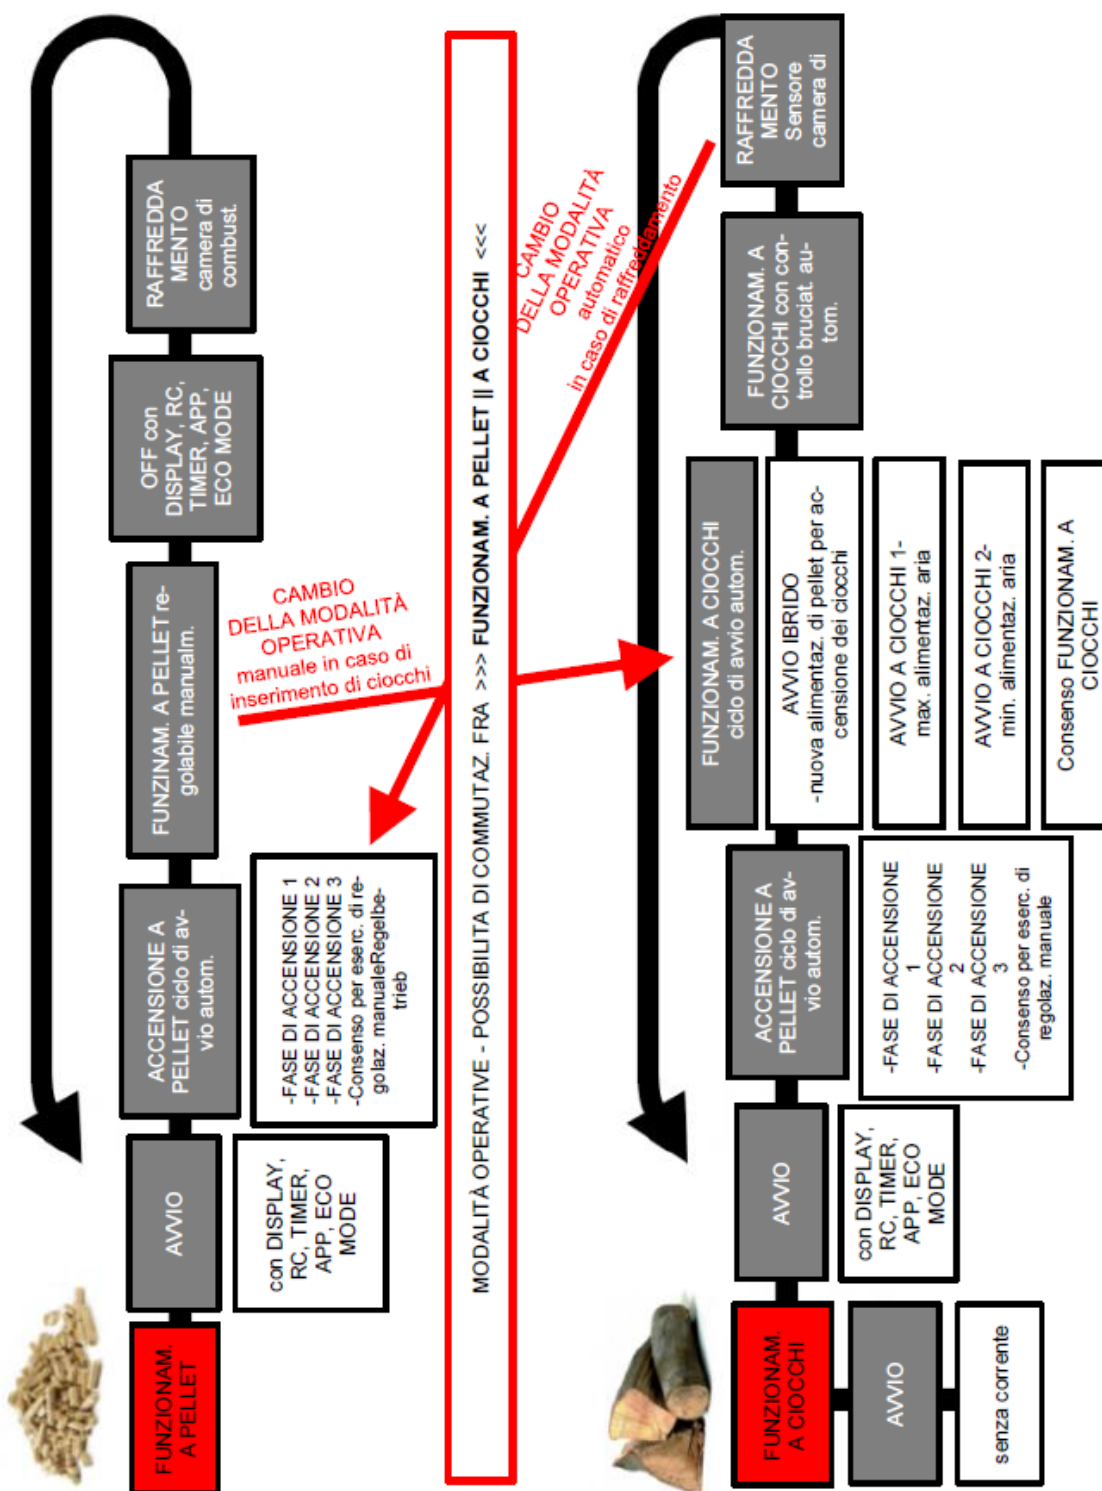 FUNZIONAM.
A PELLET
AVVIO
con DISPLAY,
RC, TIMER,
APP, ECO
MODE
ACCENSIONE A
PELLET ciclo di av-
vio autom.
-FASE DI ACCENSIONE 1
-FASE DI ACCENSIONE 2
-FASE DI ACCENSIONE 3
-Consenso per eserc. di re-
golaz. manualeRegelbe-
trieb
FUNZINAM. A PELLET re-
golabile manualm.
OFF con
DISPLAY, RC,
TIMER, APP,
ECO MODE
RAFFREDDA
MENTO
camera di
combust.
CAMBIO
DELLA MODALITÀ
OPERATIVA
manuale in caso di
inserimento di ciocchi
MODALITÀ OPERATIVE - POSSIBILITA DI COMMUTAZ. FRA >>> FUNZIONAM. A PELLET || A CIOCCHI <<<
CAMBIO
DELLA MODALITÀ
OPERATIVA
automatico
in caso di raffreddamento
FUNZIONAM.
A CIOCCHI
AVVIO
senza corrente
AVVIO
con DISPLAY,
RC, TIMER,
APP, ECO
MODE
ACCENSIONE A
PELLET ciclo di av-
vio autom.
-FASE DI ACCENSIONE
1
-FASE DI ACCENSIONE
2
-FASE DI ACCENSIONE
3
-Consenso per eserc. di
regolaz. manuale
FUNZIONAM. A CIOCCHI
ciclo di avvio autom.
AVVIO IBRIDO
-nuova alimentaz. di pellet per ac-
censione dei ciocchi
AVVIO A CIOCCHI 1-
max. alimentaz. aria
AVVIO A CIOCCHI 2-
min. alimentaz. aria
Consenso FUNZIONAM. A
CIOCCHI
FUNZIONAM. A
CIOCCHI con con-
trollo bruciat. au-
tom.
RAFFREDDA
MENTO
Sensore
camera di